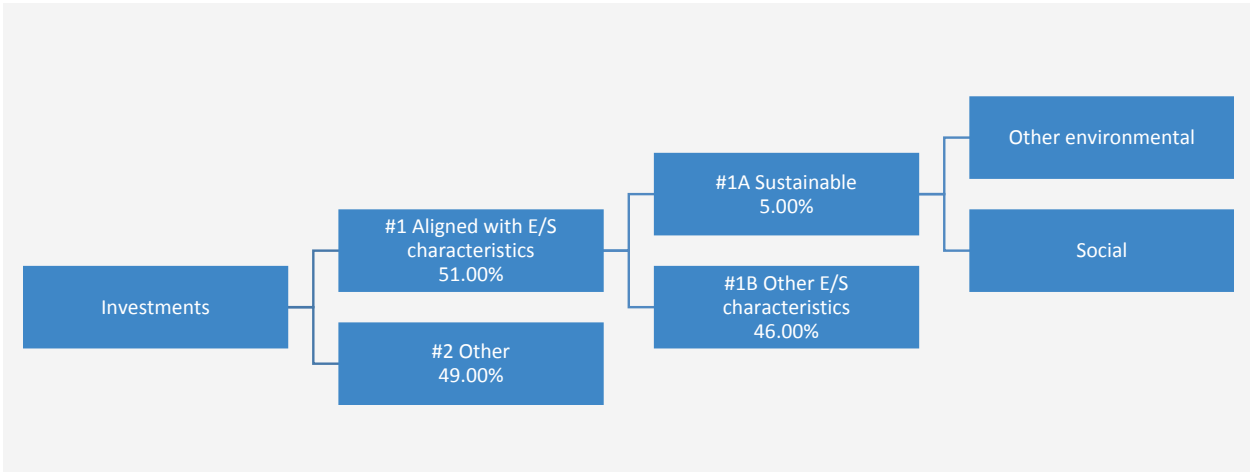 Investments
#1 Aligned with E/S
characteristics
51.00%
#2 Other
49.00%
#1A Sustainable
5.00%
#1B Other E/S
characteristics
46.00%
Other environmental
Social